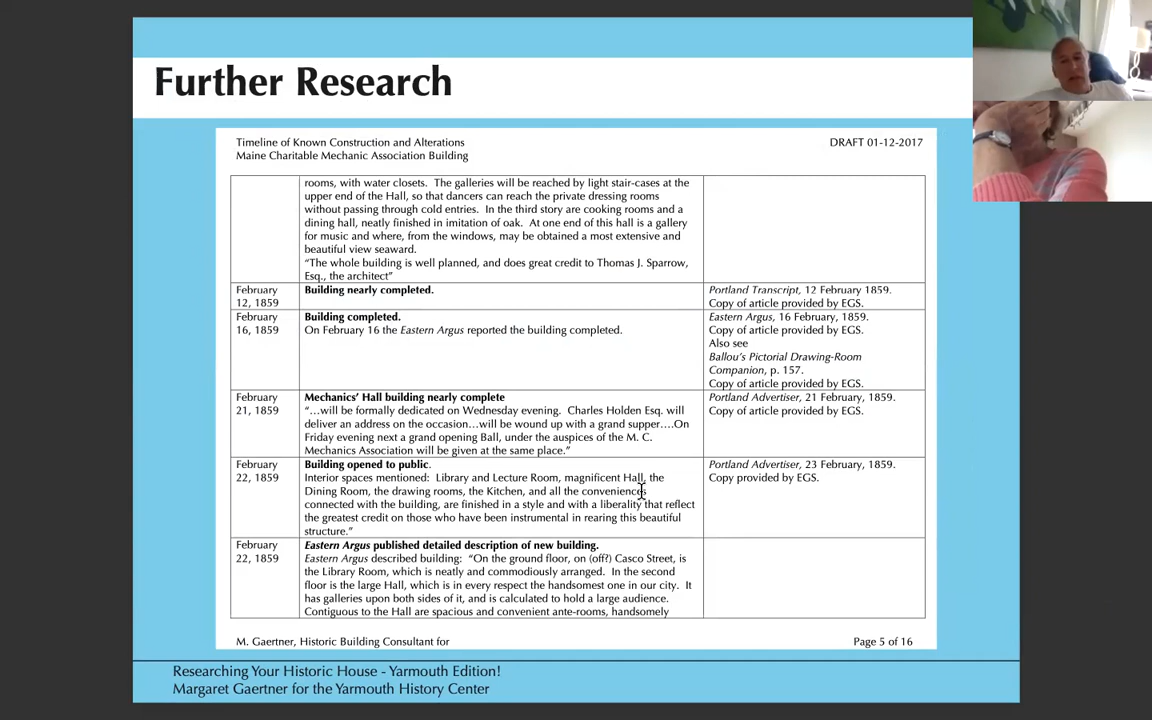 Further Research
Timeline of Known Construction and Alterations
Maine Charitable Mechanic Association Building
DRAFT 01-12-2017
rooms, with water closets. The galleries will be reached by light stair-cases at the
upper end of the Hall, so that dancers can reach the private dressing rooms
without passing through cold entries. In the third story are cooking rooms and a
dining hall, neatly finished in imitation of oak. At one end of this hall is a gallery
for music and where, from the windows, may be obtained a most extensive and
beautiful view seaward.
“The whole building is well planned, and does great credit to Thomas J. Sparrow,
Esq., the architect”
February
12, 1859
Building nearly completed.
Portland Transcript, 12 February 1859.
Copy of article provided by EGS.
February
16, 1859
Building completed.
On February 16 the Eastern Argus reported the building completed.
Eastern Argus, 16 February, 1859.
Copy of article provided by EGS.
Also see
Ballou’s Pictorial Drawing-Room
Companion, p. 157.
Copy of article provided by EGS.
February
21, 1859
Mechanics’ Hall building nearly complete
“…will be formally dedicated on Wednesday evening. Charles Holden Esq. will
deliver an address on the occasion…will be wound up with a grand supper….On
Friday evening next a grand opening Ball, under the auspices of the M. C.
Mechanics Association will be given at the same place.”
Portland Advertiser, 21 February, 1859.
Copy of article provided by EGS.
February
22, 1859
Building opened to public.
Interior spaces mentioned: Library and Lecture Room, magnificent Hall, the
Dining Room, the drawing rooms, the Kitchen, and all the conveniences
connected with the building, are finished in a style and with a liberality that reflect
the greatest credit on those who have been instrumental in rearing this beautiful
structure.”
Portland Advertiser, 23 February, 1859.
Copy provided by EGS.
February
22, 1859
Eastern Argus published detailed description of new building.
Eastern Argus described building: “On the ground floor, on (off?) Casco Street, is
the Library Room, which is neatly and commodiously arranged. In the second
floor is the large Hall, which is in every respect the handsomest one in our city. It
has galleries upon both sides of it, and is calculated to hold a large audience.
Contiguous to the Hall are spacious and convenient ante-rooms, handsomely
M. Gaertner, Historic Building Consultant for
Page 5 of 16
Researching Your Historic House - Yarmouth Edition!
Margaret Gaertner for the Yarmouth History Center